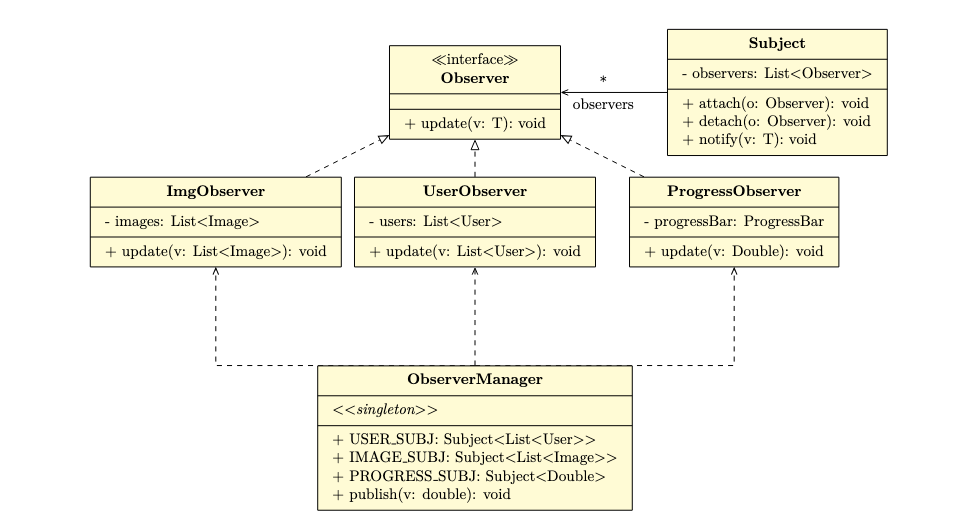 ≪interface≫
Observer
+ update(v: T): void
*
observers
Subject
- observers: List<Observer>
+ attach(o: Observer): void
+ detach(o: Observer): void
+ notify(v: T): void
ImgObserver
- images: List<Image>
+ update(v: List<Image>): void
UserObserver
- users: List<User>
+ update(v: List<User>): void
ProgressObserver
- progressBar: ProgressBar
+ update(v: Double): void
ObserverManager
<<singleton>>
+ USER_SUBJ: Subject<List<User>>
+ IMAGE_SUBJ: Subject<List<Image>>
+ PROGRESS_SUBJ: Subject<Double>
+ publish(v: double): void